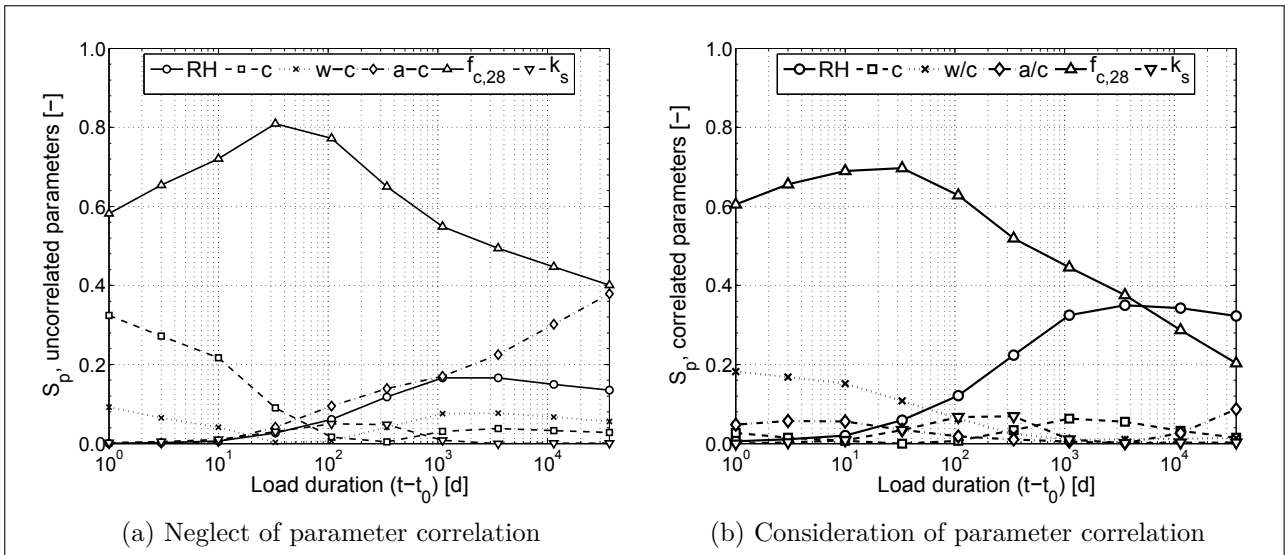 1.0
RH c w−c a−c f_c,28 k_s
0.8
0.6
0.4
0.2
0.0
S_p, uncorrelated parameters [−]
10^0 10^1 10^2 10^3 10^4
Load duration (t−t_0) [d]
(a) Neglect of parameter correlation
1.0
RH c w/c a/c f_c,28 k_s
0.8
0.6
0.4
0.2
0.0
S_p, correlated parameters [−]
10^0 10^1 10^2 10^3 10^4
Load duration (t−t_0) [d]
(b) Consideration of parameter correlation